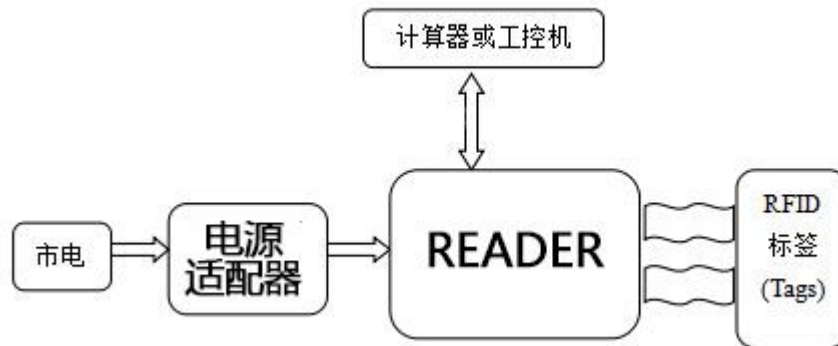 计算器或工控机
市电
电源
适配器
READER
RFID
标签
(Tags)